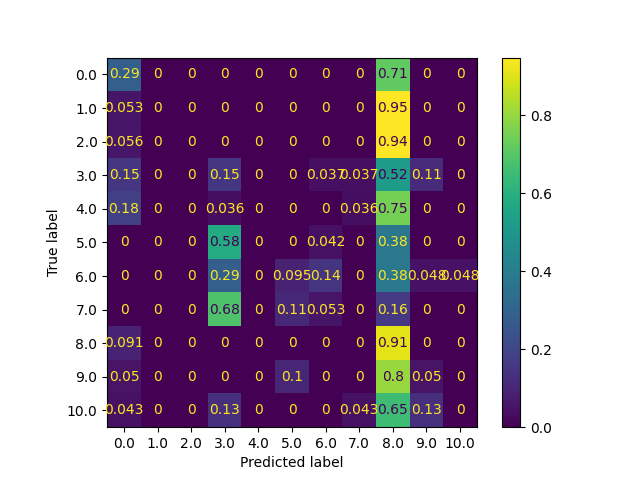 0.0 0.29 0 0 0 0 0 0 0 0.71 0 0
1.0 0.053 0 0 0 0 0 0 0 0.95 0 0
2.0 0.056 0 0 0 0 0 0 0 0.94 0 0
3.0 0.15 0 0 0.15 0 0 0.037 0.037 0.52 0.11 0
4.0 0.18 0 0 0.036 0 0 0 0.036 0.75 0 0
5.0 0 0 0 0.58 0 0 0.042 0 0.38 0 0
6.0 0 0 0 0.29 0 0.095 0.14 0 0.38 0.048 0.048
7.0 0 0 0 0.68 0 0.11 0.053 0 0.16 0 0
8.0 0.091 0 0 0 0 0 0 0 0.91 0 0
9.0 0.05 0 0 0 0 0.1 0 0 0.8 0.05 0
10.0 0.043 0 0 0.13 0 0 0 0.043 0.65 0.13 0
0.0 1.0 2.0 3.0 4.0 5.0 6.0 7.0 8.0 9.0 10.0
Predicted label
True label
0.8
0.6
0.4
0.2
0.0